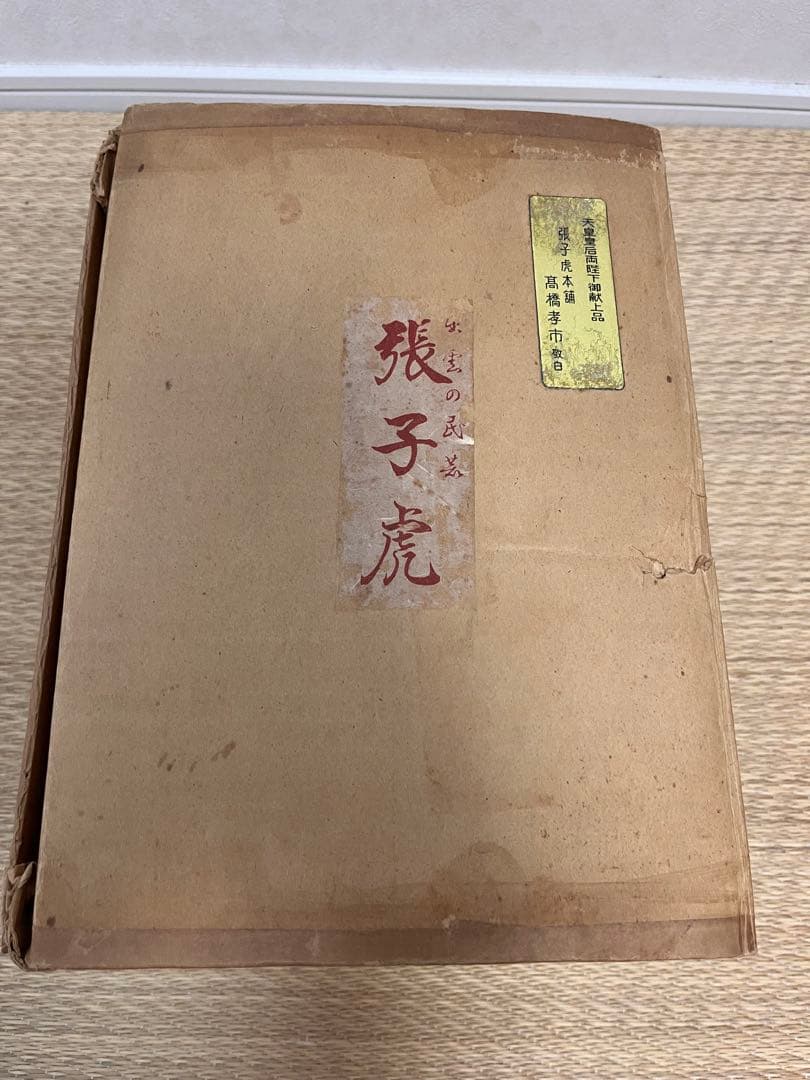 天皇皇后両陛下御献上品
張子虎本舗
高橋孝市 敬白
出雲の民芸
張子虎